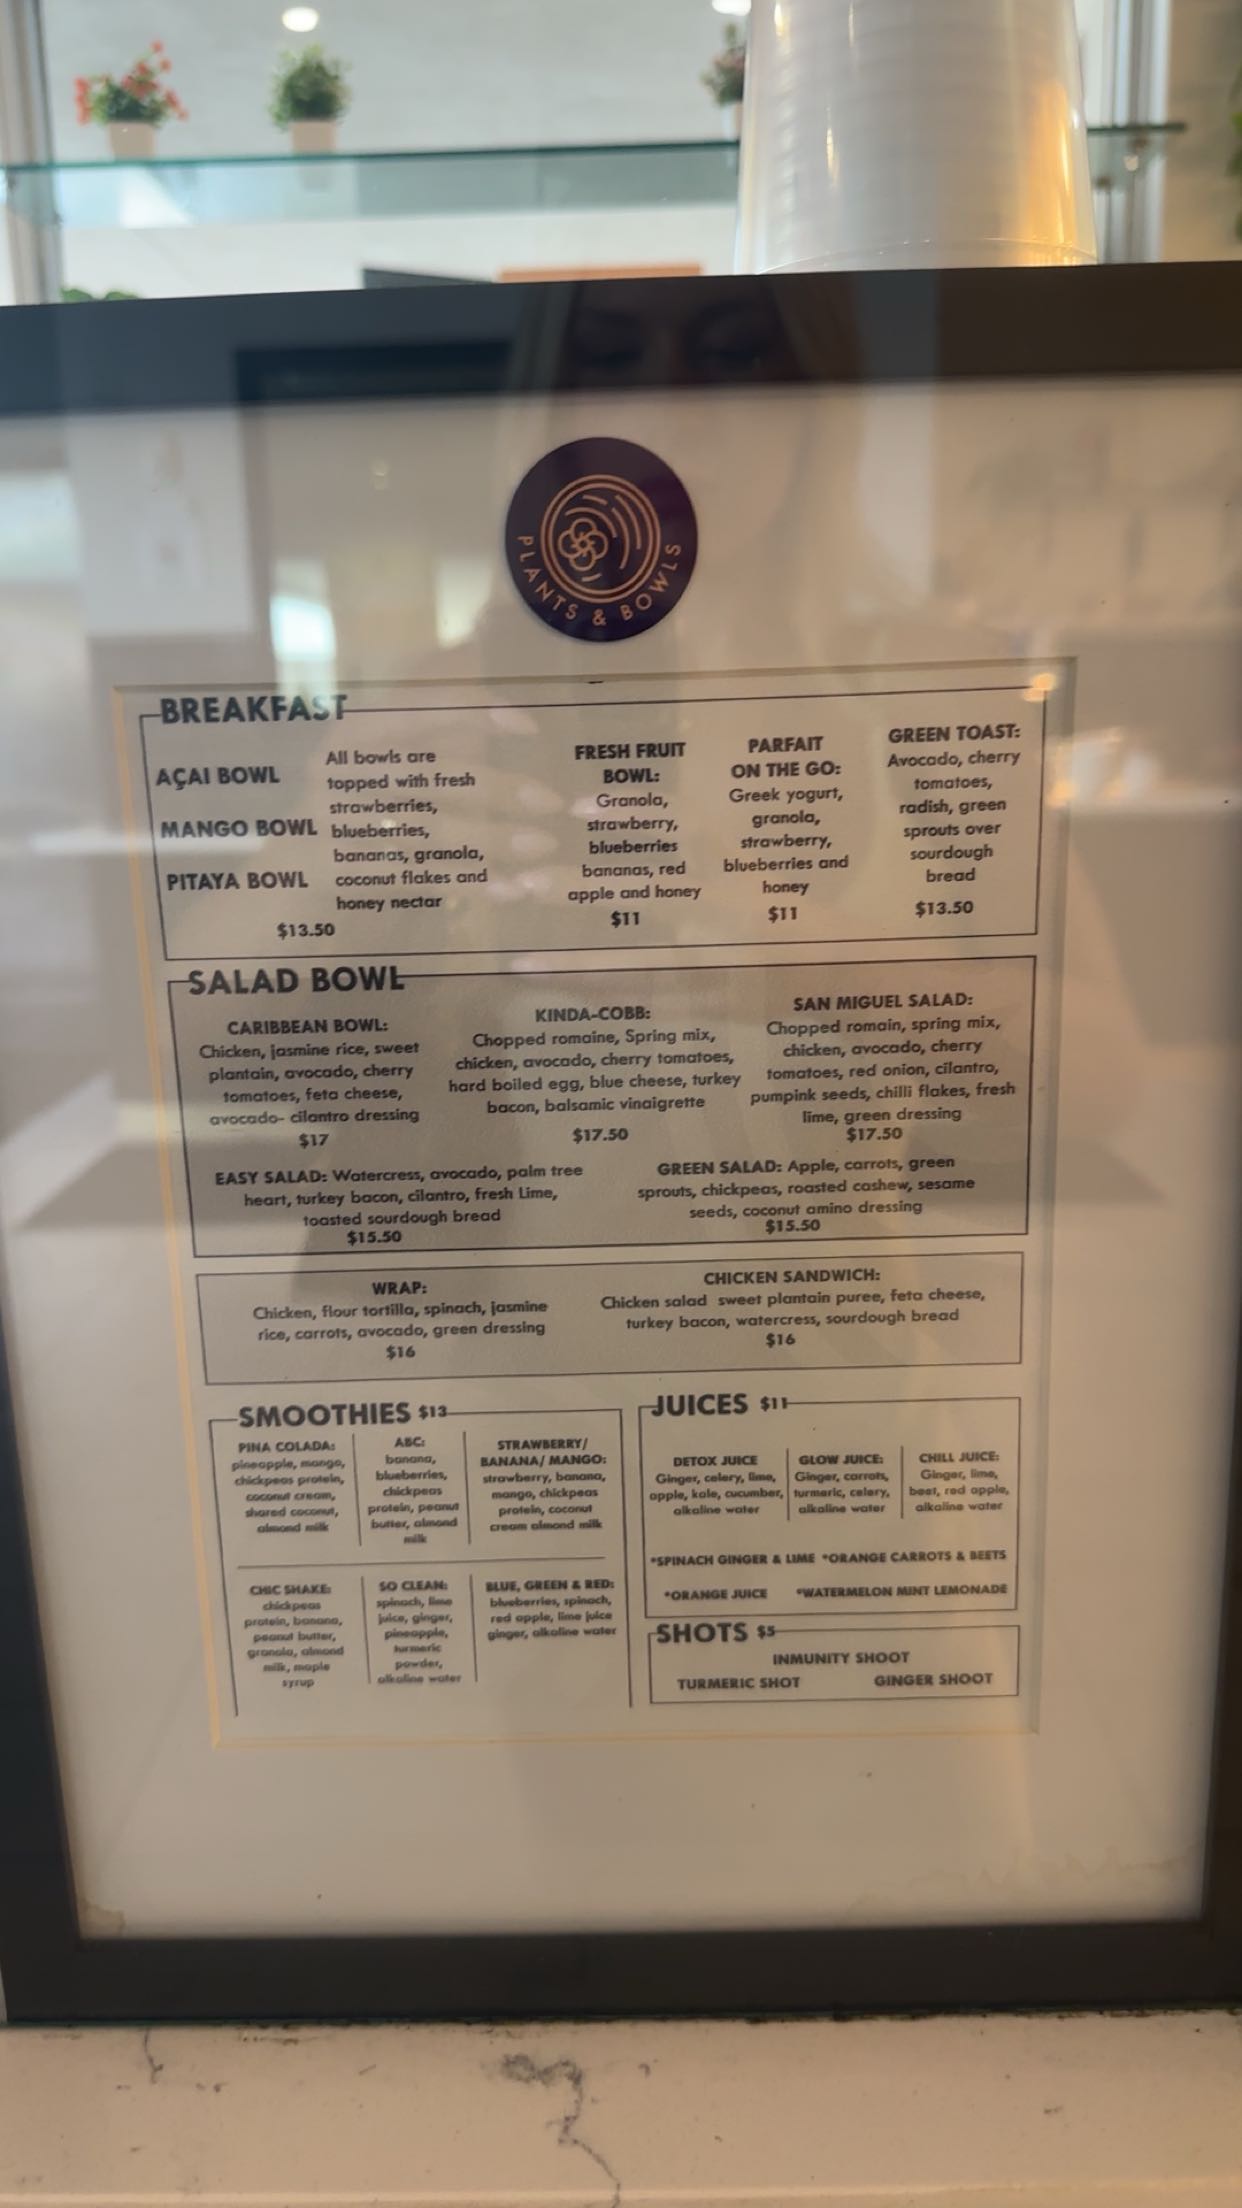 PLANTS & BOWLS
BREAKFAST
AÇAI BOWL
MANGO BOWL
PITAYA BOWL
All bowls are
topped with fresh
strawberries,
blueberries,
bananas, granola,
coconut flakes and
honey nectar
$13.50
FRESH FRUIT
BOWL:
Granola,
strawberry,
blueberries
bananas, red
apple and honey
$11
PARFAIT
ON THE GO:
Greek yogurt,
granola,
strawberry,
blueberries and
honey
$11
GREEN TOAST:
Avocado, cherry
tomatoes,
radish, green
sprouts over
sourdough
bread
$13.50
SALAD BOWL
CARIBBEAN BOWL:
Chicken, jasmine rice, sweet
plantain, avocado, cherry
tomatoes, feta cheese,
avocado- cilantro dressing
$17
KINDA-COBB:
Chopped romaine, Spring mix,
chicken, avocado, cherry tomatoes,
hard boiled egg, blue cheese, turkey
bacon, balsamic vinaigrette
$17.50
SAN MIGUEL SALAD:
Chopped romain, spring mix,
chicken, avocado, cherry
tomatoes, red onion, cilantro,
pumpink seeds, chilli flakes, fresh
lime, green dressing
$17.50
EASY SALAD: Watercress, avocado, palm tree
heart, turkey bacon, cilantro, fresh Lime,
toasted sourdough bread
$15.50
GREEN SALAD: Apple, carrots, green
sprouts, chickpeas, roasted cashew, sesame
seeds, coconut amino dressing
$15.50
WRAP:
Chicken, flour tortilla, spinach, jasmine
rice, carrots, avocado, green dressing
$16
CHICKEN SANDWICH:
Chicken salad sweet plantain puree, feta cheese,
turkey bacon, watercress, sourdough bread
$16
SMOOTHIES $13
PINA COLADA:
pineapple, mango,
chickpeas protein,
coconut cream,
shared coconut,
almond milk
ABC:
banana,
blueberries,
chickpeas
protein, peanut
butter, almond
milk
STRAWBERRY/
BANANA/ MANGO:
strawberry, banana,
mango, chickpeas
protein, coconut
cream almond milk
CHIC SHAKE:
chickpeas
protein, banana,
peanut butter,
granola, almond
milk, maple
syrup
SO CLEAN:
spinach, lime
juice, ginger,
pineapple,
turmeric
powder,
alkaline water
BLUE, GREEN & RED:
blueberries, spinach,
red apple, lime juice
ginger, alkaline water
JUICES $11
DETOX JUICE
Ginger, celery, lime,
apple, kale, cucumber,
alkaline water
GLOW JUICE:
Ginger, carrots,
turmeric, celery,
alkaline water
CHILL JUICE:
Ginger, lime,
beet, red apple,
alkaline water
*SPINACH GINGER & LIME *ORANGE CARROTS & BEETS
*ORANGE JUICE *WATERMELON MINT LEMONADE
SHOTS $5
INMUNITY SHOOT
TURMERIC SHOT GINGER SHOOT